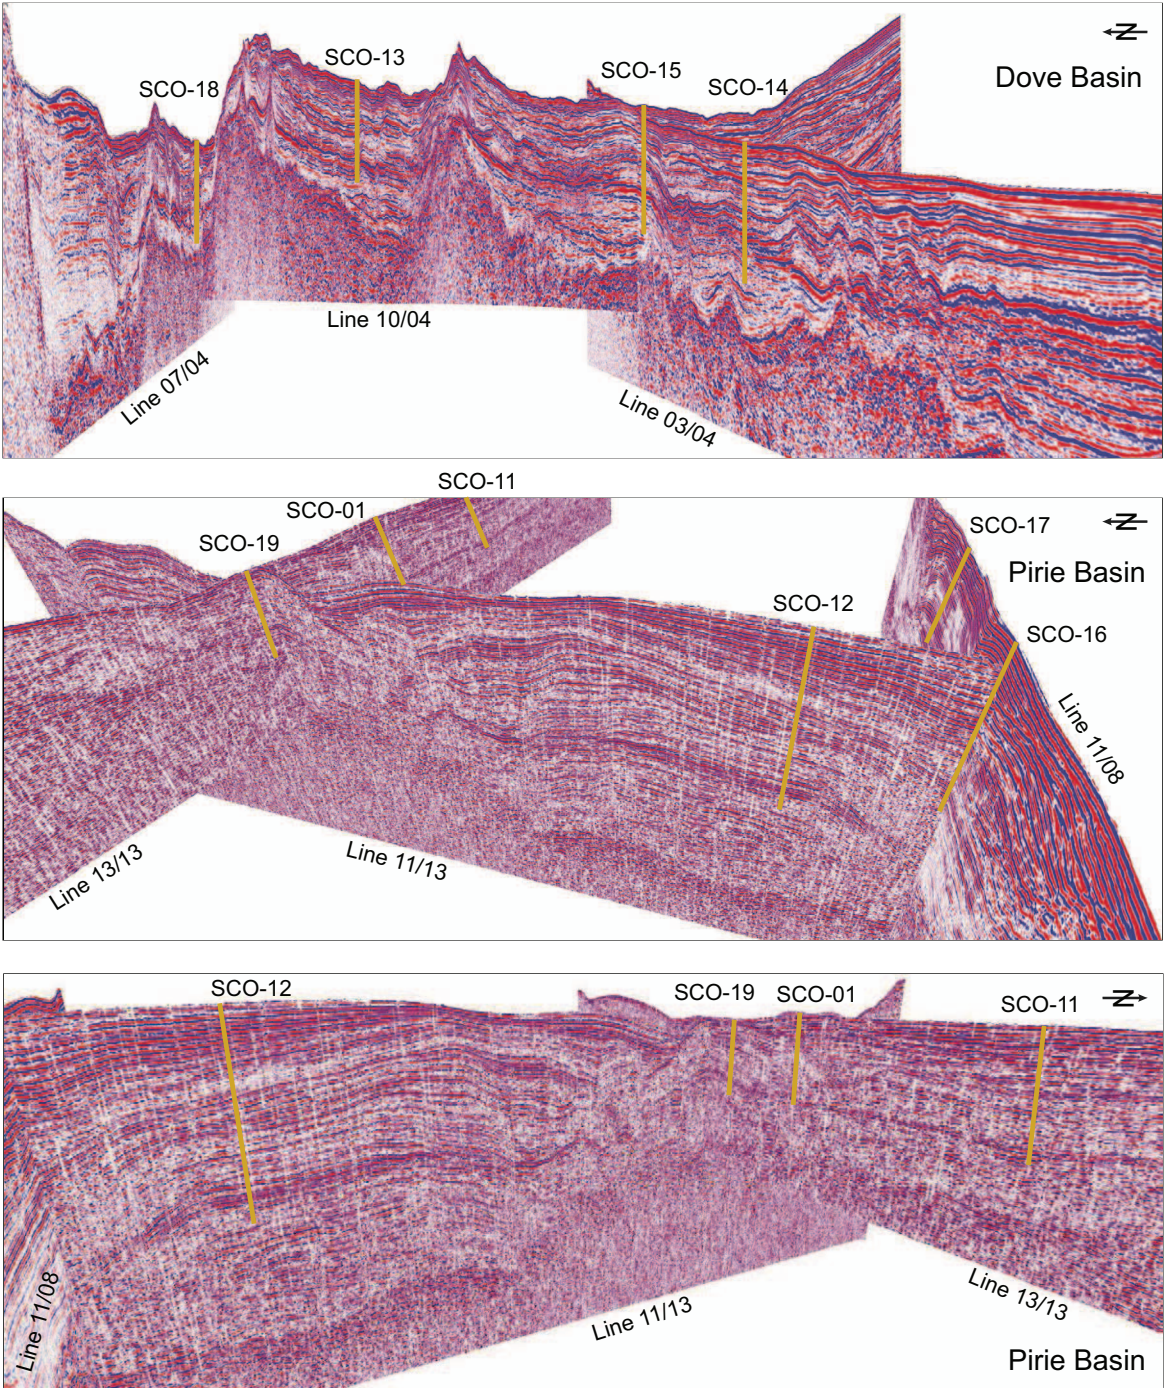 SCO-13
SCO-15
SCO-18
SCO-14
N
Dove Basin
Line 10/04
Line 07/04
Line 03/04
SCO-11
SCO-01
SCO-19
SCO-17
N
Pirie Basin
SCO-12
SCO-16
Line 11/08
Line 13/13
Line 11/13
SCO-12
SCO-19
SCO-01
SCO-11
N
Line 11/08
Line 11/13
Line 13/13
Pirie Basin